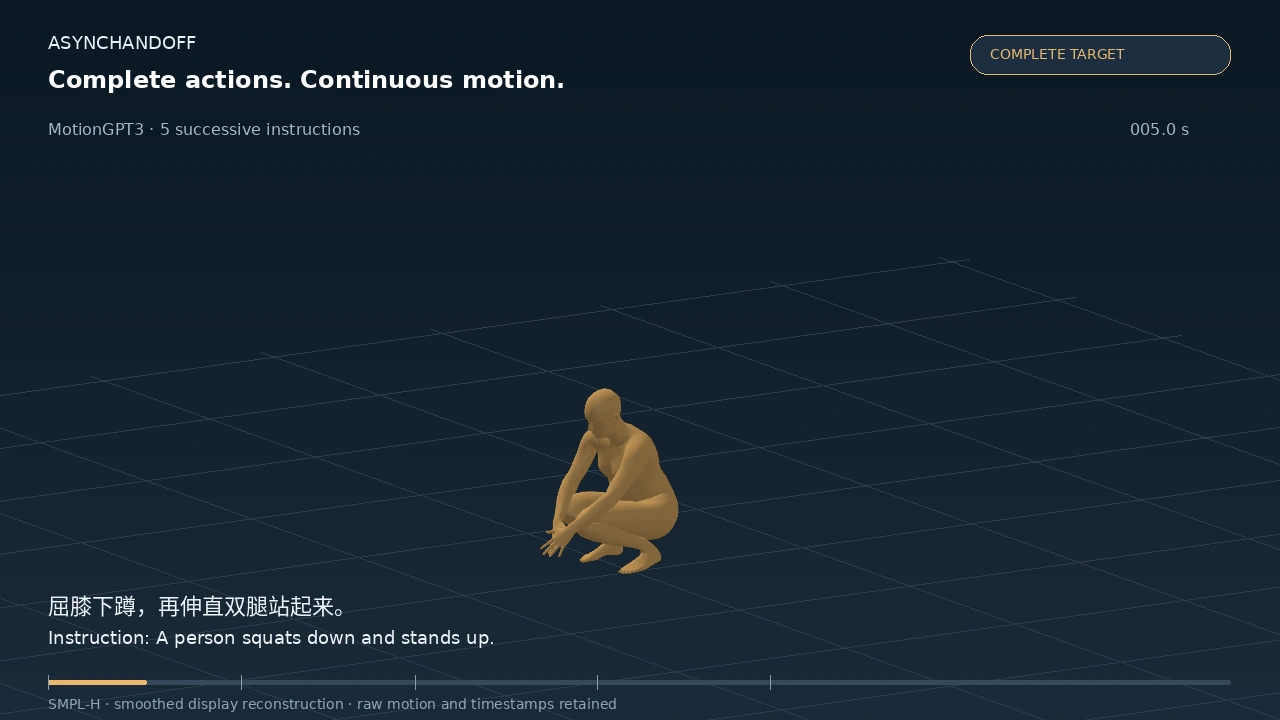 ASYNCHANDOFF
COMPLETE TARGET
Complete actions. Continuous motion.
MotionGPT3 · 5 successive instructions
005.0 s
屈膝下蹲，再伸直双腿站起来。
Instruction: A person squats down and stands up.
SMPL-H · smoothed display reconstruction · raw motion and timestamps retained